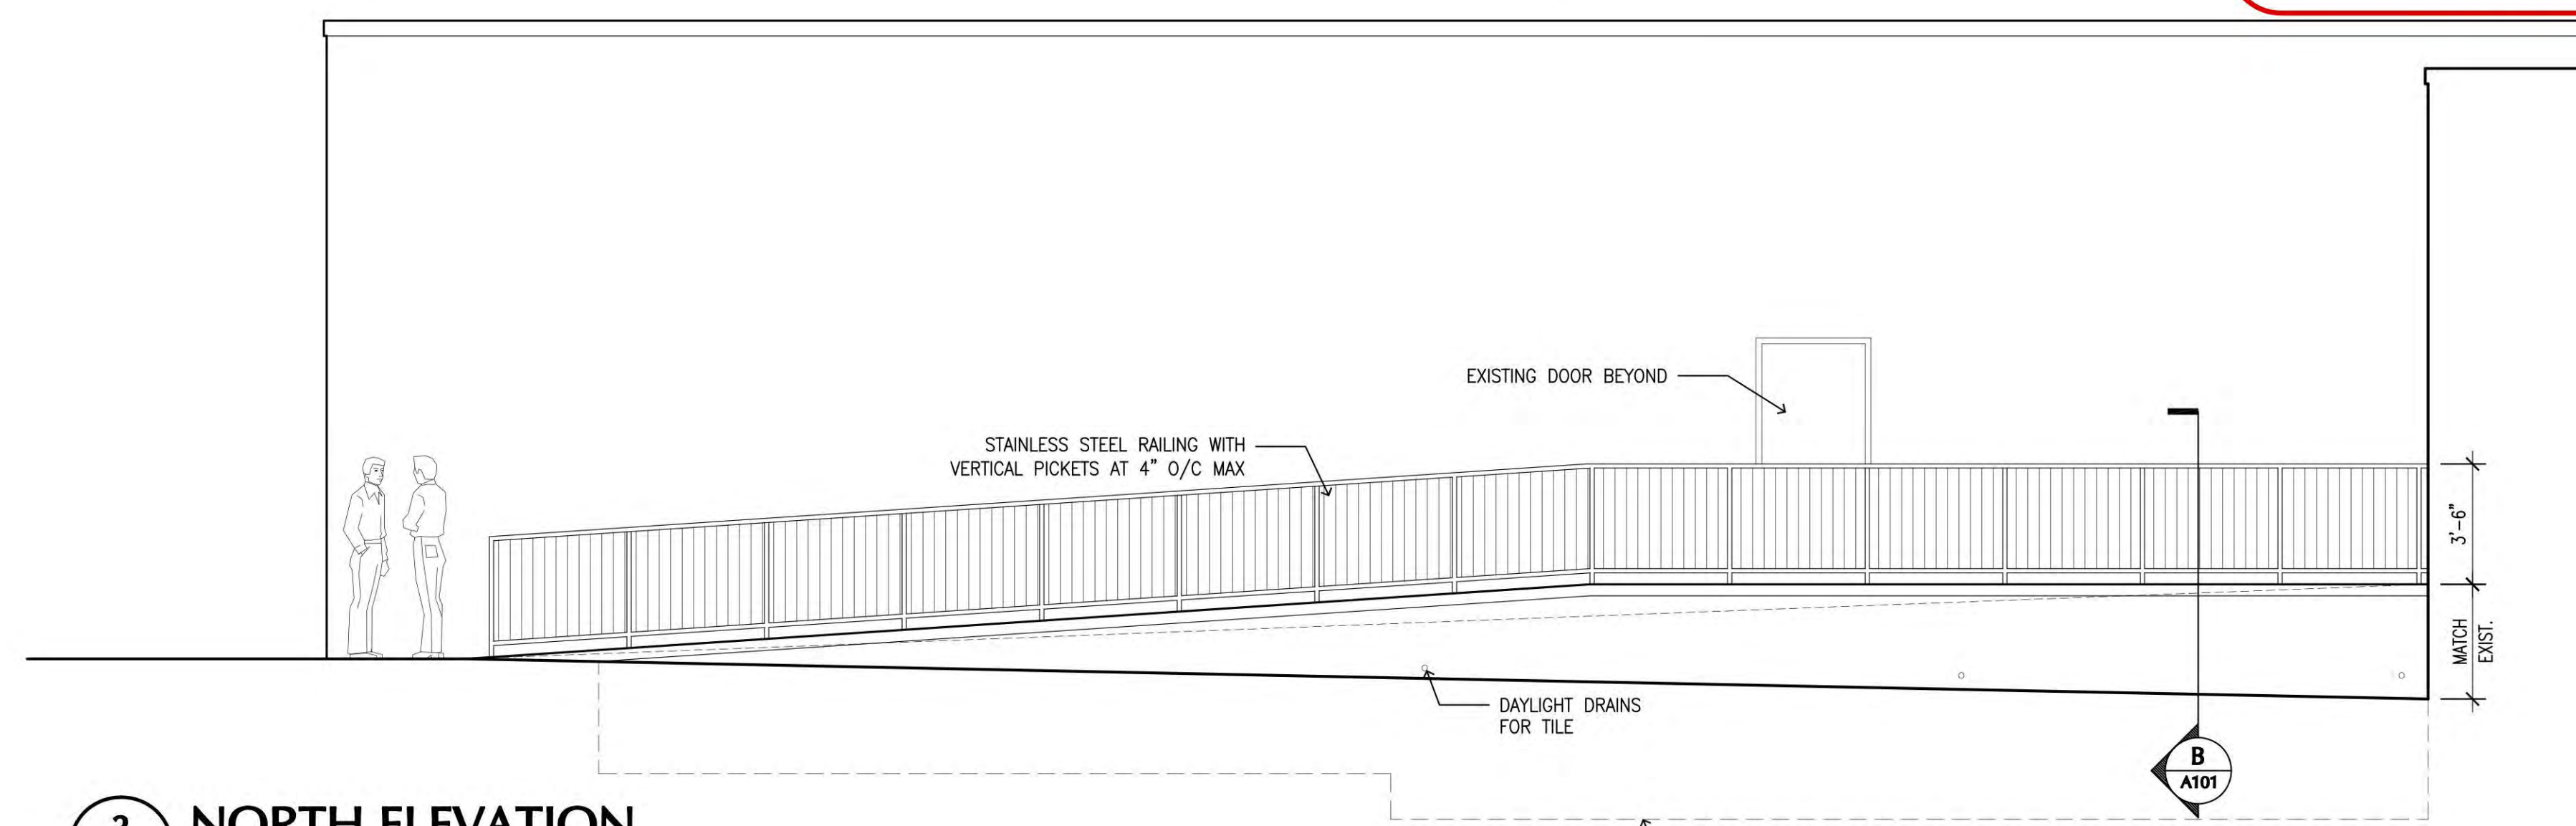 EXISTING DOOR BEYOND
STAINLESS STEEL RAILING WITH
VERTICAL PICKETS AT 4" O/C MAX
3'-6"
MATCH
EXIST.
DAYLIGHT DRAINS
FOR TILE
B
A101
NORTH ELEVATION